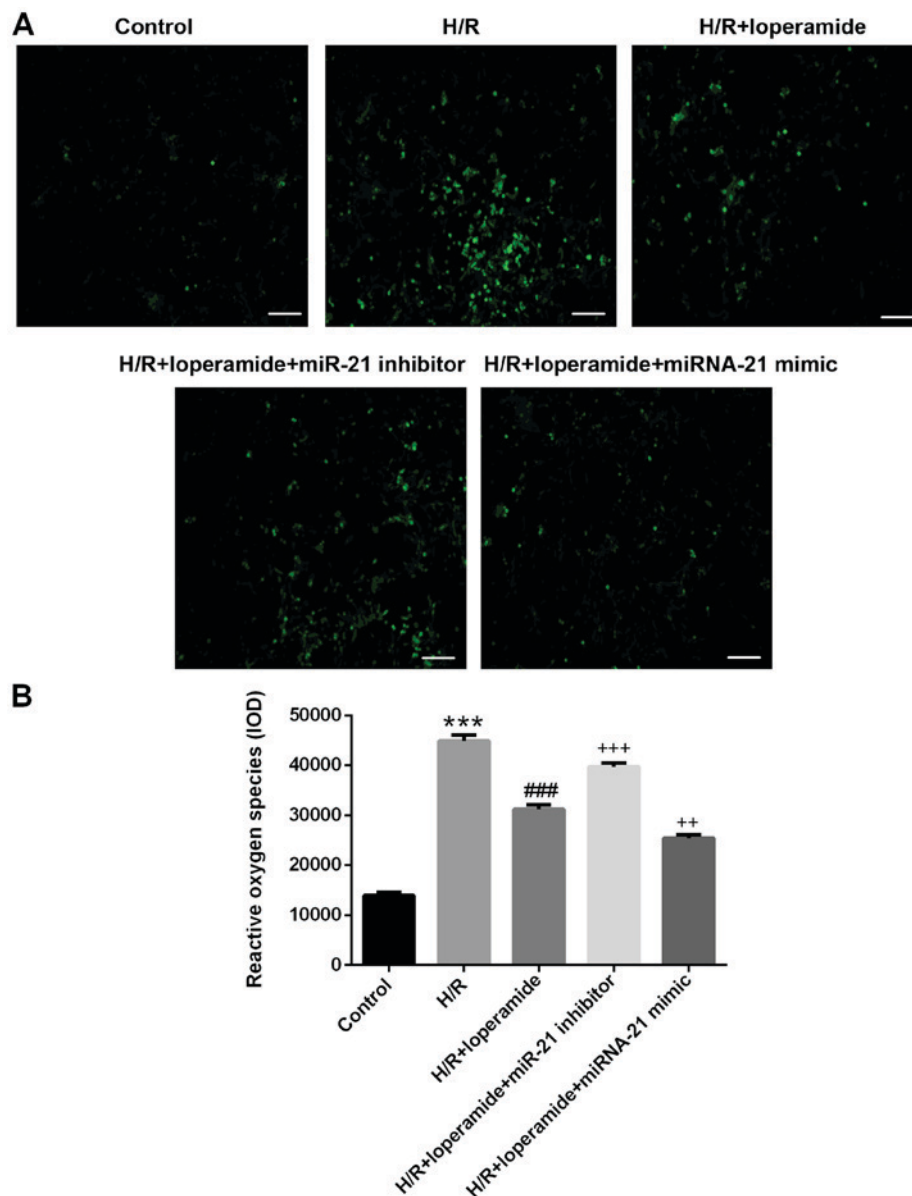 A
Control
H/R
H/R+loperamide
H/R+loperamide+miR-21 inhibitor
H/R+loperamide+miRNA-21 mimic
B
Reactive oxygen species (IOD)
50000
40000
30000
20000
10000
0
***
###
+++
++
Control
H/R
H/R+loperamide
H/R+loperamide+miR-21 inhibitor
H/R+loperamide+miRNA-21 mimic